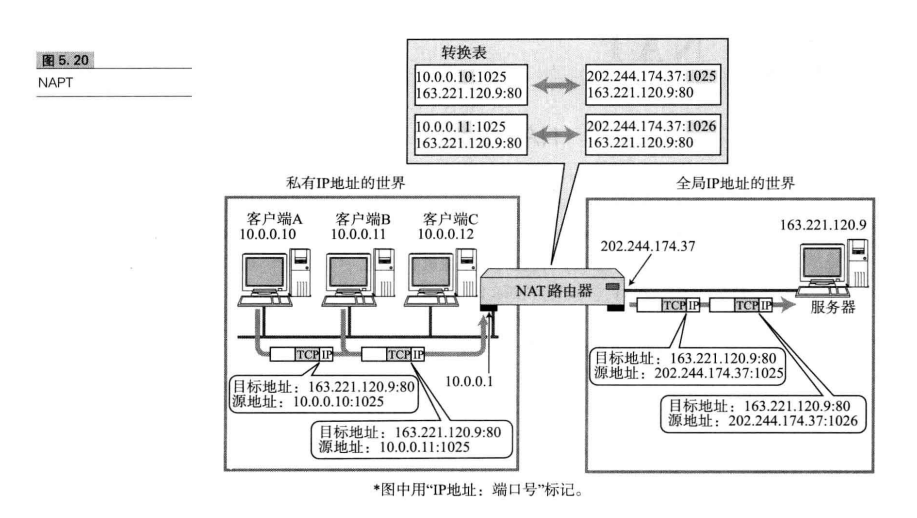 图 5. 20
NAPT
转换表
10.0.0.10:1025
163.221.120.9:80
202.244.174.37:1025
163.221.120.9:80
10.0.0.11:1025
163.221.120.9:80
202.244.174.37:1026
163.221.120.9:80
私有IP地址的世界
全局IP地址的世界
客户端A
10.0.0.10
客户端B
10.0.0.11
客户端C
10.0.0.12
163.221.120.9
202.244.174.37
NAT路由器
服务器
TCP IP
TCP IP
TCP IP
TCP IP
10.0.0.1
目标地址：163.221.120.9:80
源地址：10.0.0.10:1025
目标地址：163.221.120.9:80
源地址：10.0.0.11:1025
目标地址：163.221.120.9:80
源地址：202.244.174.37:1025
目标地址：163.221.120.9:80
源地址：202.244.174.37:1026
*图中用“IP地址：端口号”标记。